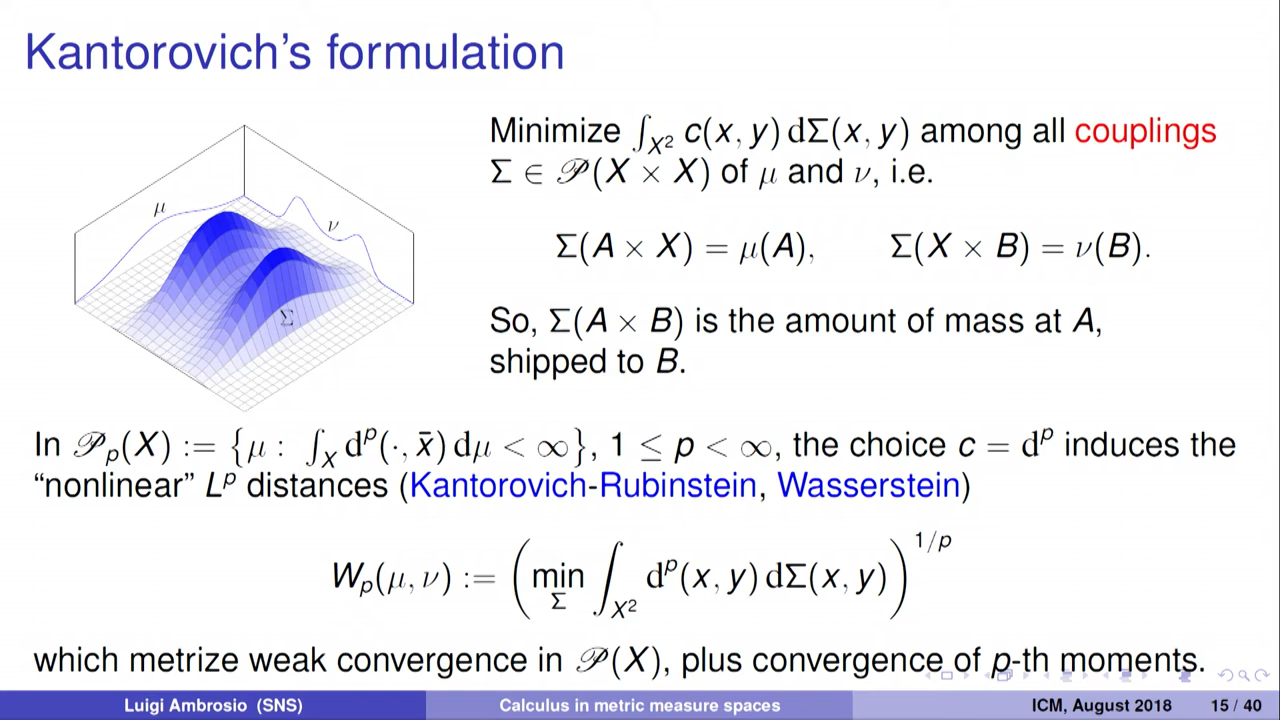 Kantorovich's formulation
Minimize ∫_{X²} c(x, y) dΣ(x, y) among all couplings
Σ ∈ 𝒫(X × X) of μ and ν, i.e.
Σ(A × X) = μ(A), Σ(X × B) = ν(B).
So, Σ(A × B) is the amount of mass at A,
shipped to B.
μ
ν
Σ
In 𝒫_p(X) := {μ : ∫_X d^p(·, x̄) dμ < ∞}, 1 ≤ p < ∞, the choice c = d^p induces the
“nonlinear” L^p distances (Kantorovich-Rubinstein, Wasserstein)
W_p(μ, ν) := (min_Σ ∫_{X²} d^p(x, y) dΣ(x, y))^{1/p}
which metrize weak convergence in 𝒫(X), plus convergence of p-th moments.
Luigi Ambrosio (SNS) Calculus in metric measure spaces ICM, August 2018 15 / 40